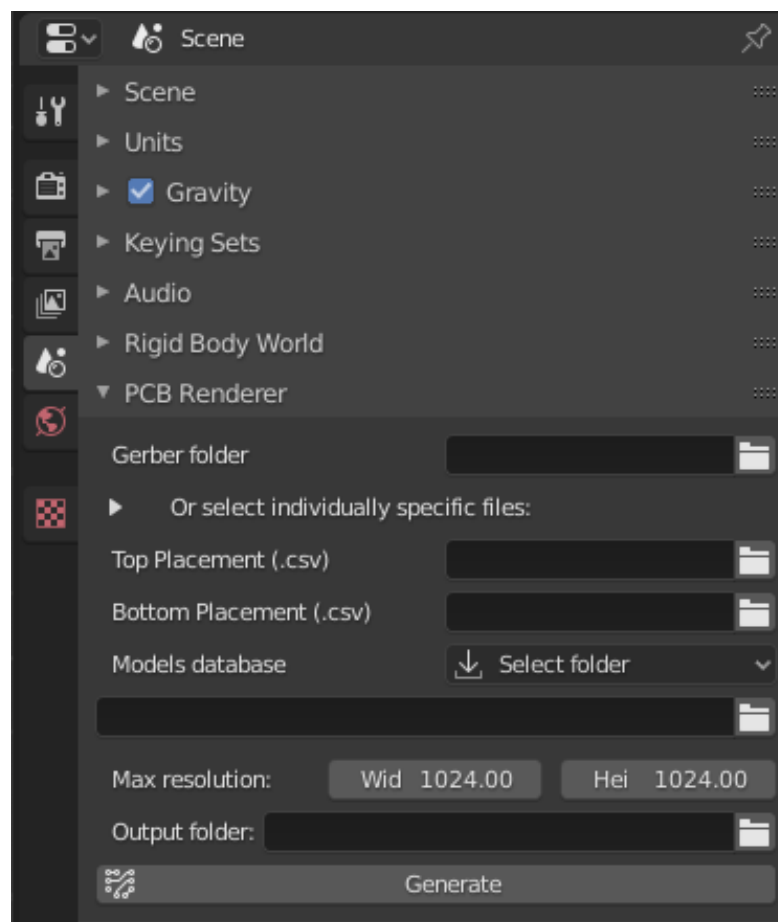 Scene
Scene
Units
Gravity
Keying Sets
Audio
Rigid Body World
PCB Renderer
Gerber folder
Or select individually specific files:
Top Placement (.csv)
Bottom Placement (.csv)
Models database Select folder
Max resolution: Wid 1024.00 Hei 1024.00
Output folder:
Generate